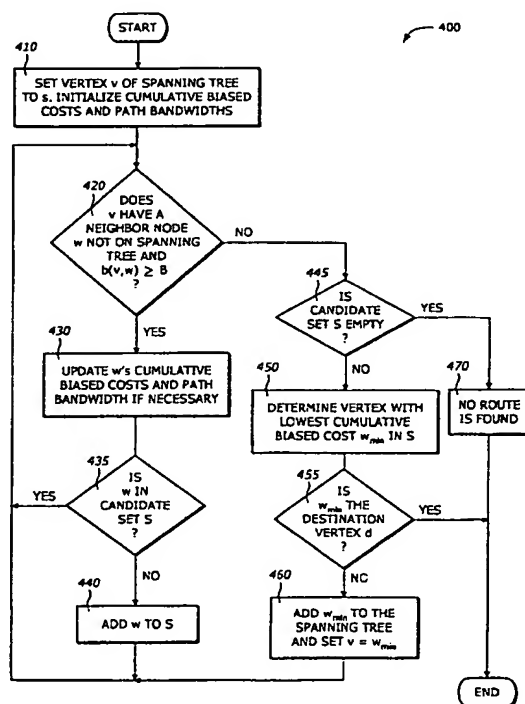 START
400
410
SET VERTEX v OF SPANNING TREE
TO s. INITIALIZE CUMULATIVE BIASED
COSTS AND PATH BANDWIDTHS
420
DOES
v HAVE A
NEIGHBOR NODE
w NOT ON SPANNING
TREE AND
b(v,w) ≥ B
?
NO
YES
430
UPDATE w's CUMULATIVE
BIASED COSTS AND PATH
BANDWIDTH IF NECESSARY
435
IS
w IN
CANDIDATE
SET S
?
YES
NO
440
ADD w TO S
445
IS
CANDIDATE
SET S EMPTY
?
YES
NO
450
DETERMINE VERTEX WITH
LOWEST CUMULATIVE
BIASED COST wmin IN S
470
NO ROUTE
IS FOUND
455
IS
wmin THE
DESTINATION
VERTEX d
?
YES
NO
460
ADD wmin TO THE
SPANNING TREE
AND SET v = wmin
END